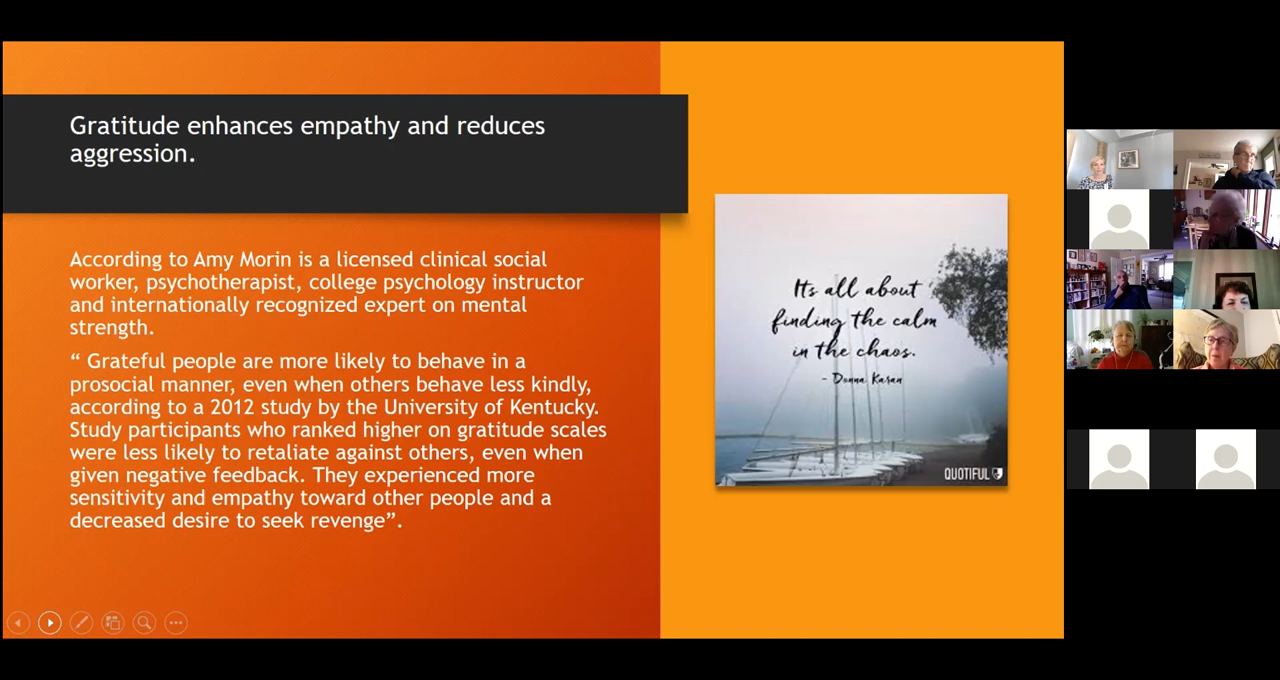 Gratitude enhances empathy and reduces
aggression.
According to Amy Morin is a licensed clinical social
worker, psychotherapist, college psychology instructor
and internationally recognized expert on mental
strength.
“ Grateful people are more likely to behave in a
prosocial manner, even when others behave less kindly,
according to a 2012 study by the University of Kentucky.
Study participants who ranked higher on gratitude scales
were less likely to retaliate against others, even when
given negative feedback. They experienced more
sensitivity and empathy toward other people and a
decreased desire to seek revenge”.
Its all about
finding the calm
in the chaos.
- Donna Karan
QUOTIFUL